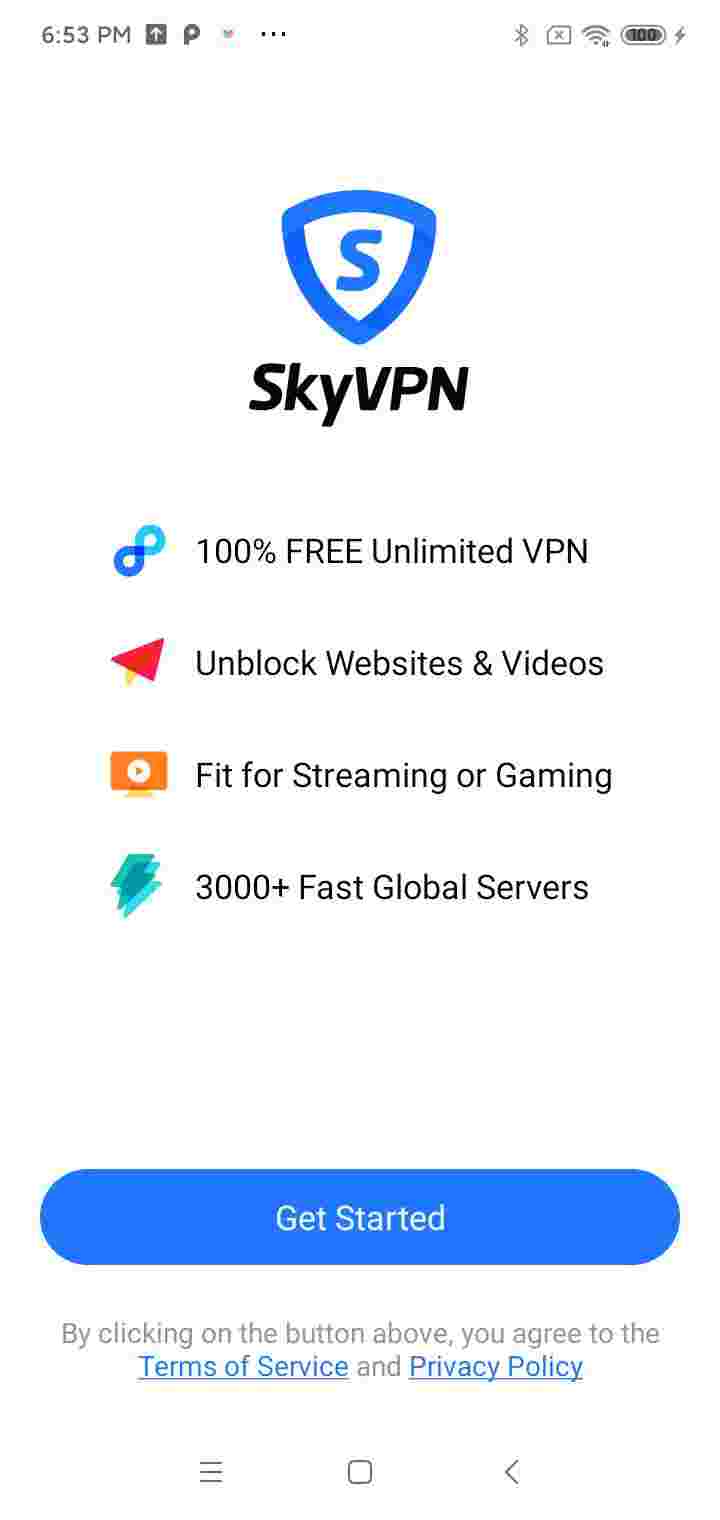 6:53 PM
100
S
SkyVPN
100% FREE Unlimited VPN
Unblock Websites & Videos
Fit for Streaming or Gaming
3000+ Fast Global Servers
Get Started
By clicking on the button above, you agree to the
Terms of Service and Privacy Policy